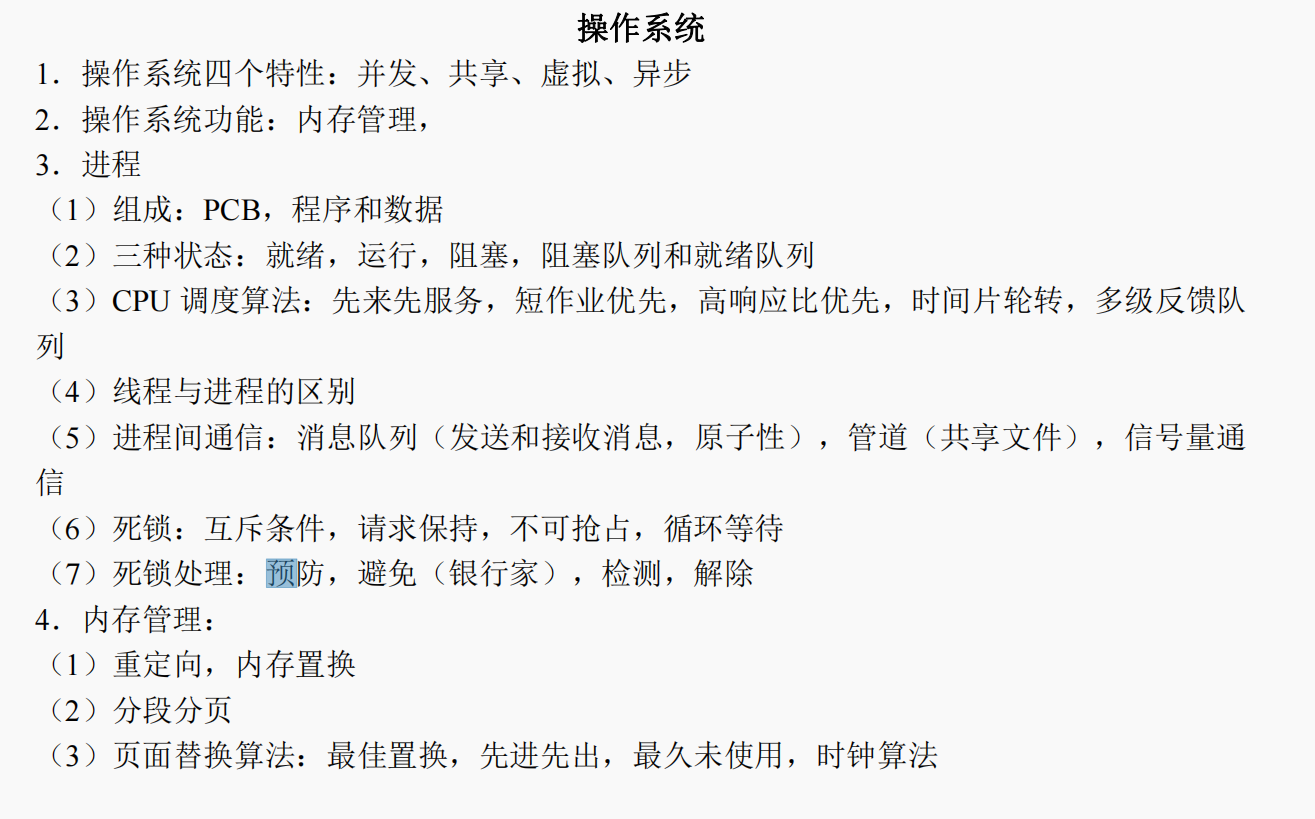 操作系统
1．操作系统四个特性：并发、共享、虚拟、异步
2．操作系统功能：内存管理，
3．进程
（1）组成：PCB，程序和数据
（2）三种状态：就绪，运行，阻塞，阻塞队列和就绪队列
（3）CPU 调度算法：先来先服务，短作业优先，高响应比优先，时间片轮转，多级反馈队
列
（4）线程与进程的区别
（5）进程间通信：消息队列（发送和接收消息，原子性），管道（共享文件），信号量通
信
（6）死锁：互斥条件，请求保持，不可抢占，循环等待
（7）死锁处理：预防，避免（银行家），检测，解除
4．内存管理：
（1）重定向，内存置换
（2）分段分页
（3）页面替换算法：最佳置换，先进先出，最久未使用，时钟算法